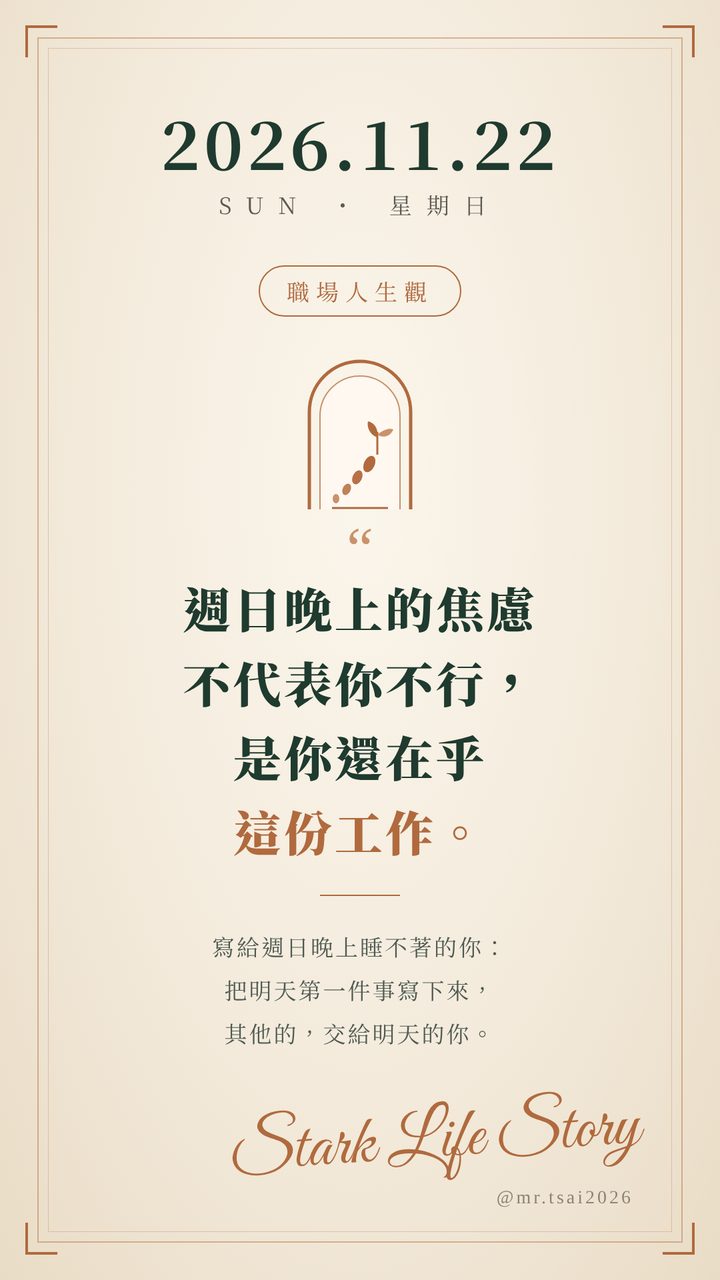 2026.11.22
SUN · 星期日
職場人生觀
“
週日晚上的焦慮
不代表你不行，
是你還在乎
這份工作。
寫給週日晚上睡不著的你：
把明天第一件事寫下來，
其他的，交給明天的你。
Stark Life Story
@mr.tsai2026